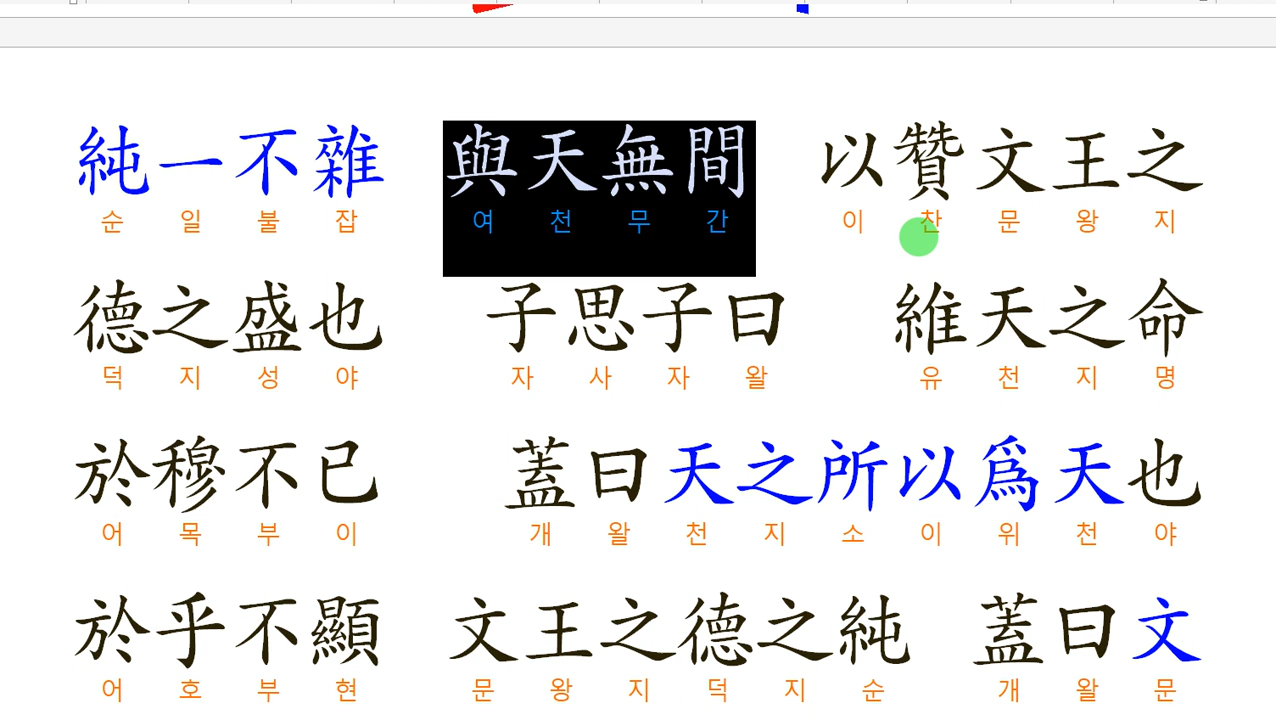 純一不雜 與天無間 以贊文王之
순일불잡 여천무간 이찬문왕지
德之盛也 子思子曰 維天之命
덕지성야 자사자왈 유천지명
於穆不已 蓋曰天之所以爲天也
어목부이 개왈천지소이위천야
於乎不顯 文王之德之純 蓋曰文
어호부현 문왕지덕지순 개왈문